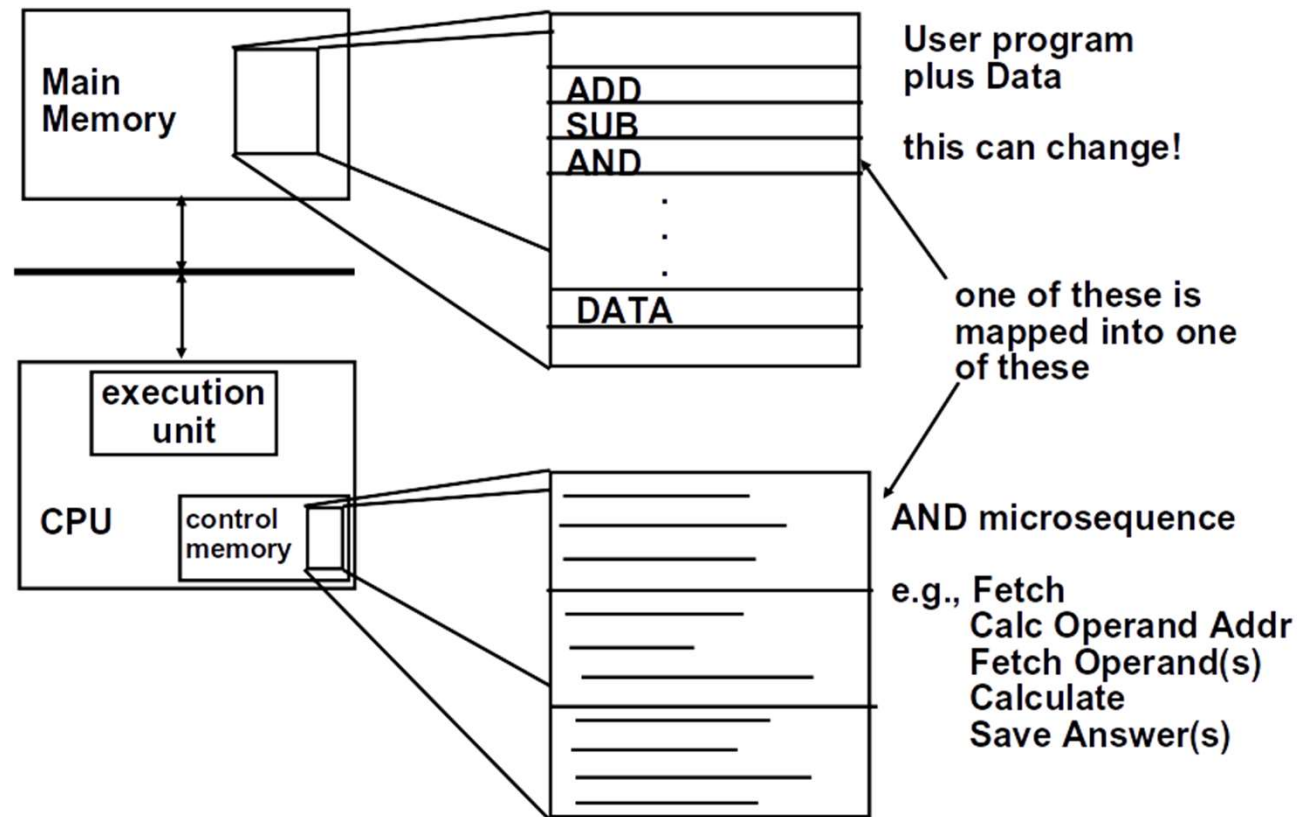 Main
Memory
ADD
SUB
AND
.
.
.
DATA
User program
plus Data
this can change!
one of these is
mapped into one
of these
execution
unit
CPU
control
memory
AND microsequence
e.g., Fetch
Calc Operand Addr
Fetch Operand(s)
Calculate
Save Answer(s)